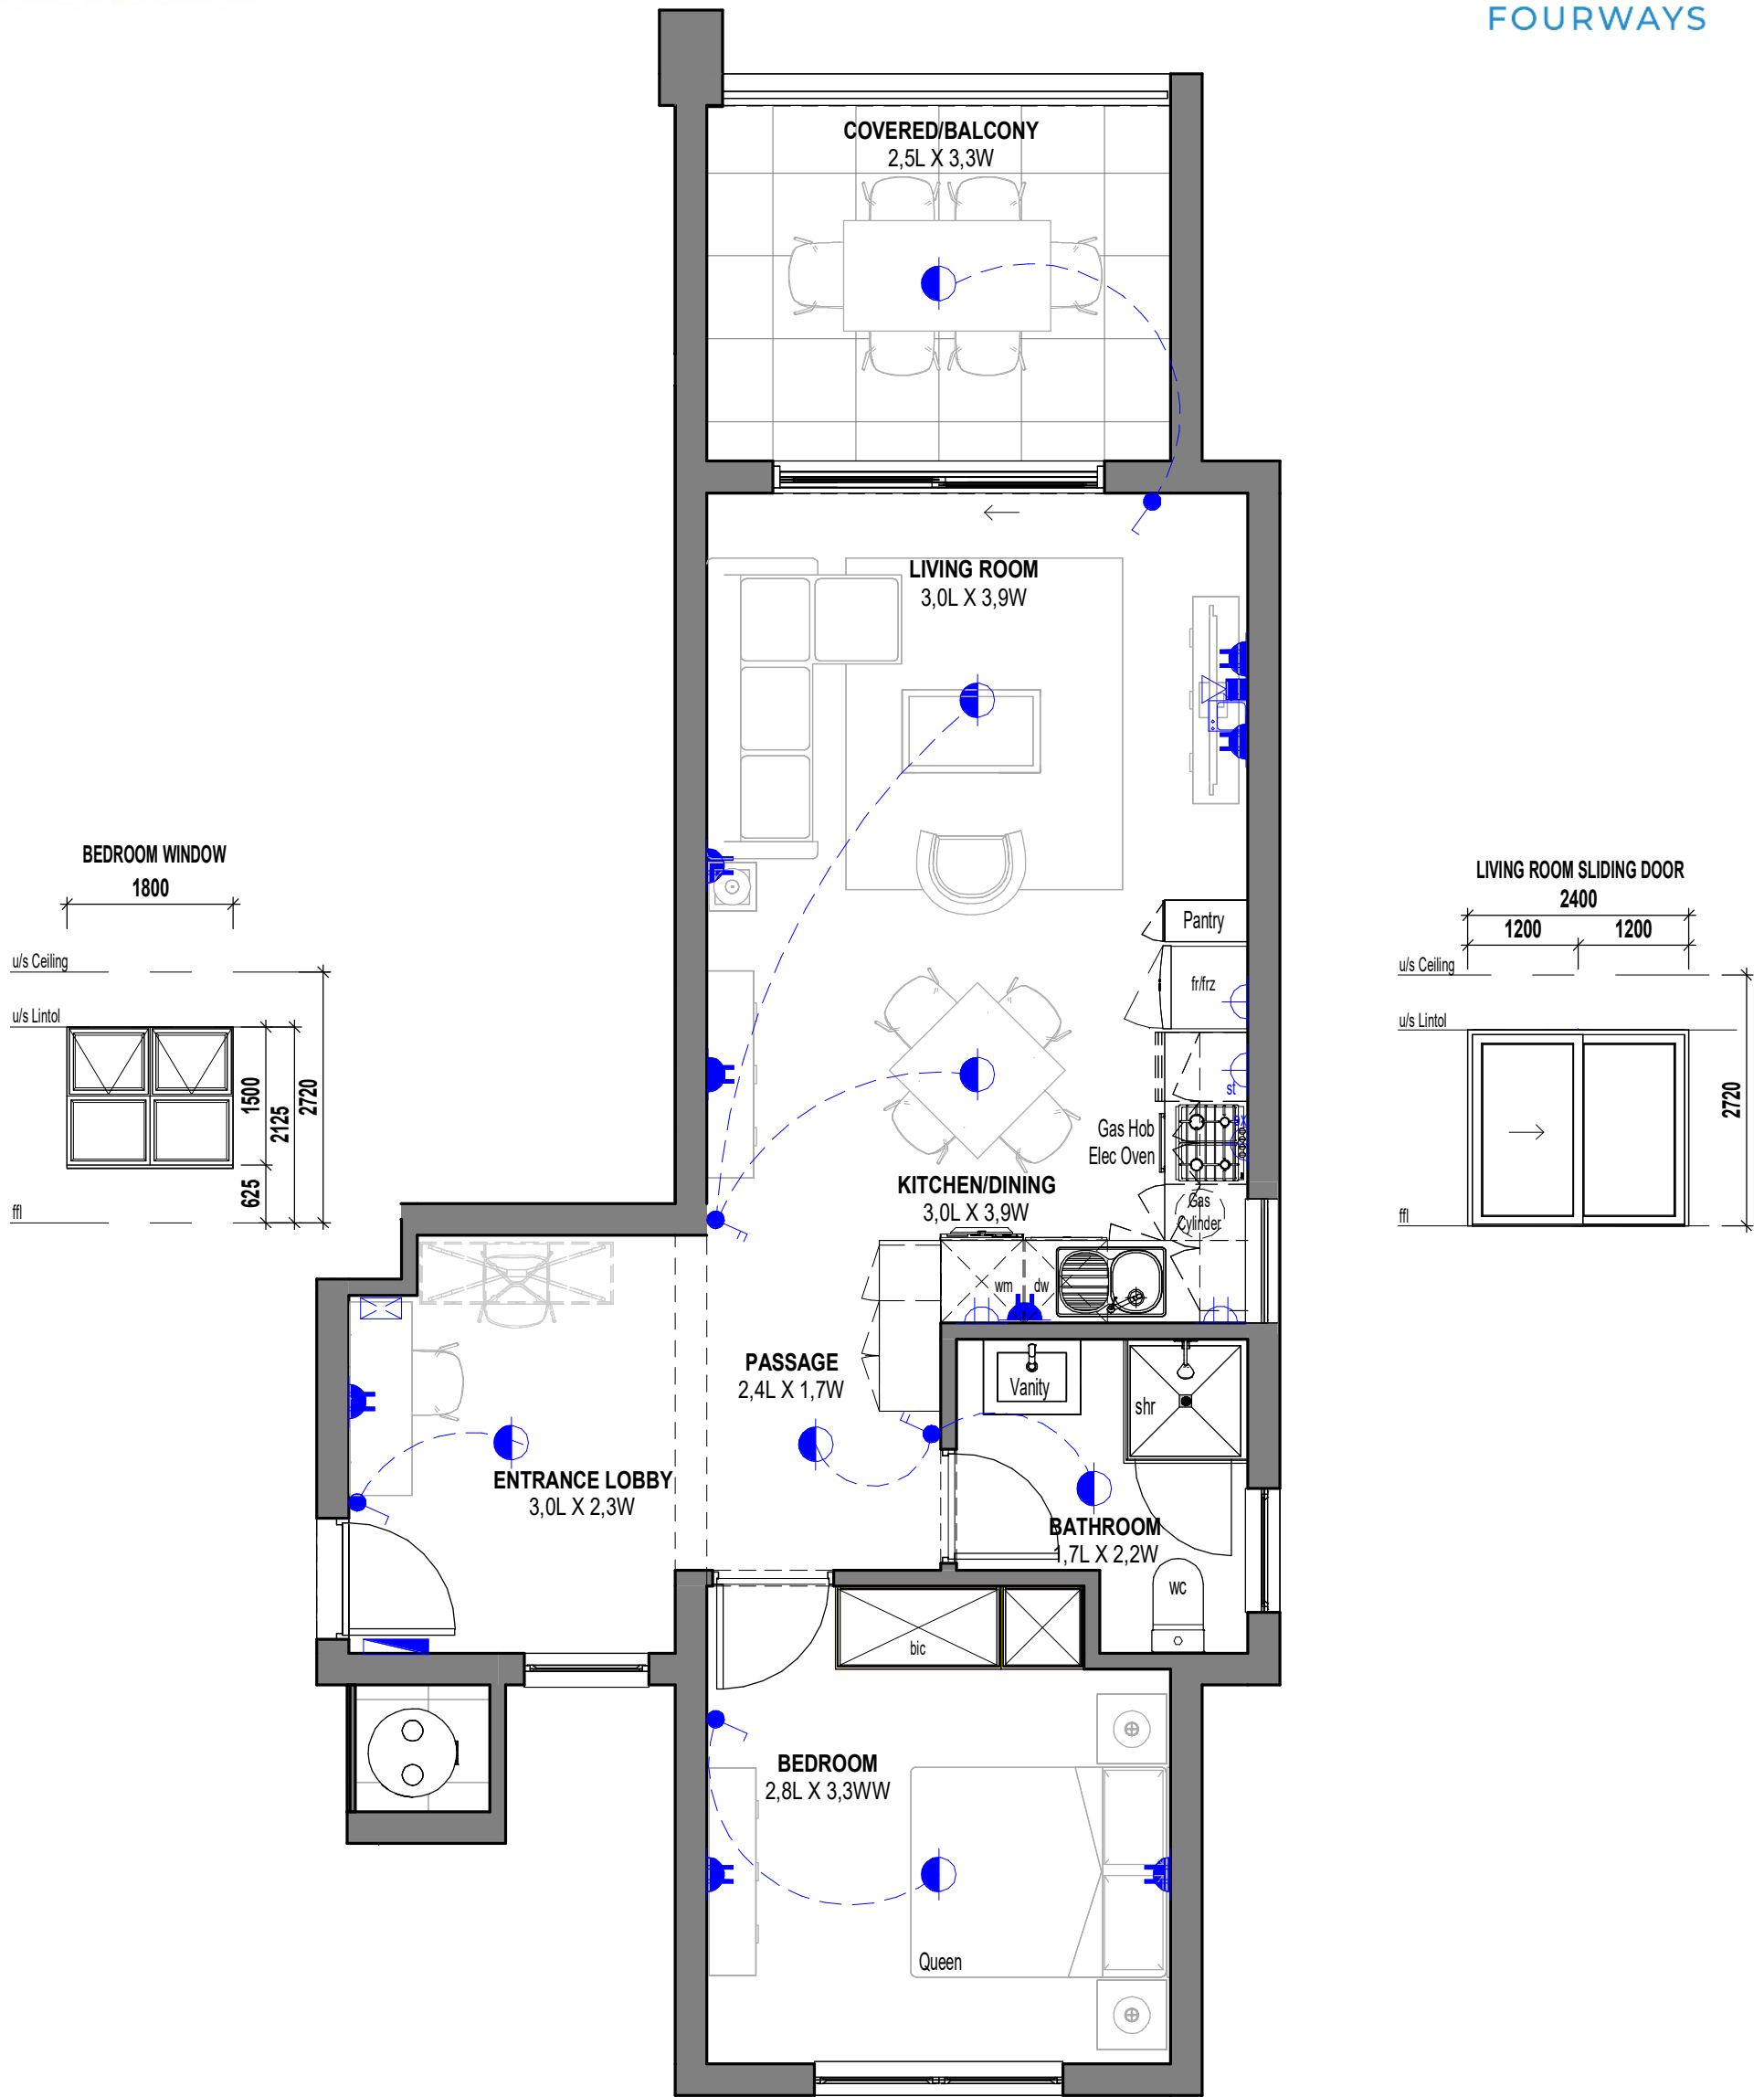 FOURWAYS
COVERED/BALCONY
2,5L X 3,3W
LIVING ROOM
3,0L X 3,9W
BEDROOM WINDOW
1800
u/s Ceiling
u/s Lintol
1500
2125
2720
625
ffl
LIVING ROOM SLIDING DOOR
2400
1200
1200
u/s Ceiling
u/s Lintol
2720
ffl
Pantry
fr/frz
st
Gas Hob
Elec Oven
KITCHEN/DINING
3,0L X 3,9W
Gas
Cylinder
wm
dw
PASSAGE
2,4L X 1,7W
Vanity
shr
ENTRANCE LOBBY
3,0L X 2,3W
BATHROOM
1,7L X 2,2W
wc
bic
BEDROOM
2,8L X 3,3WW
Queen